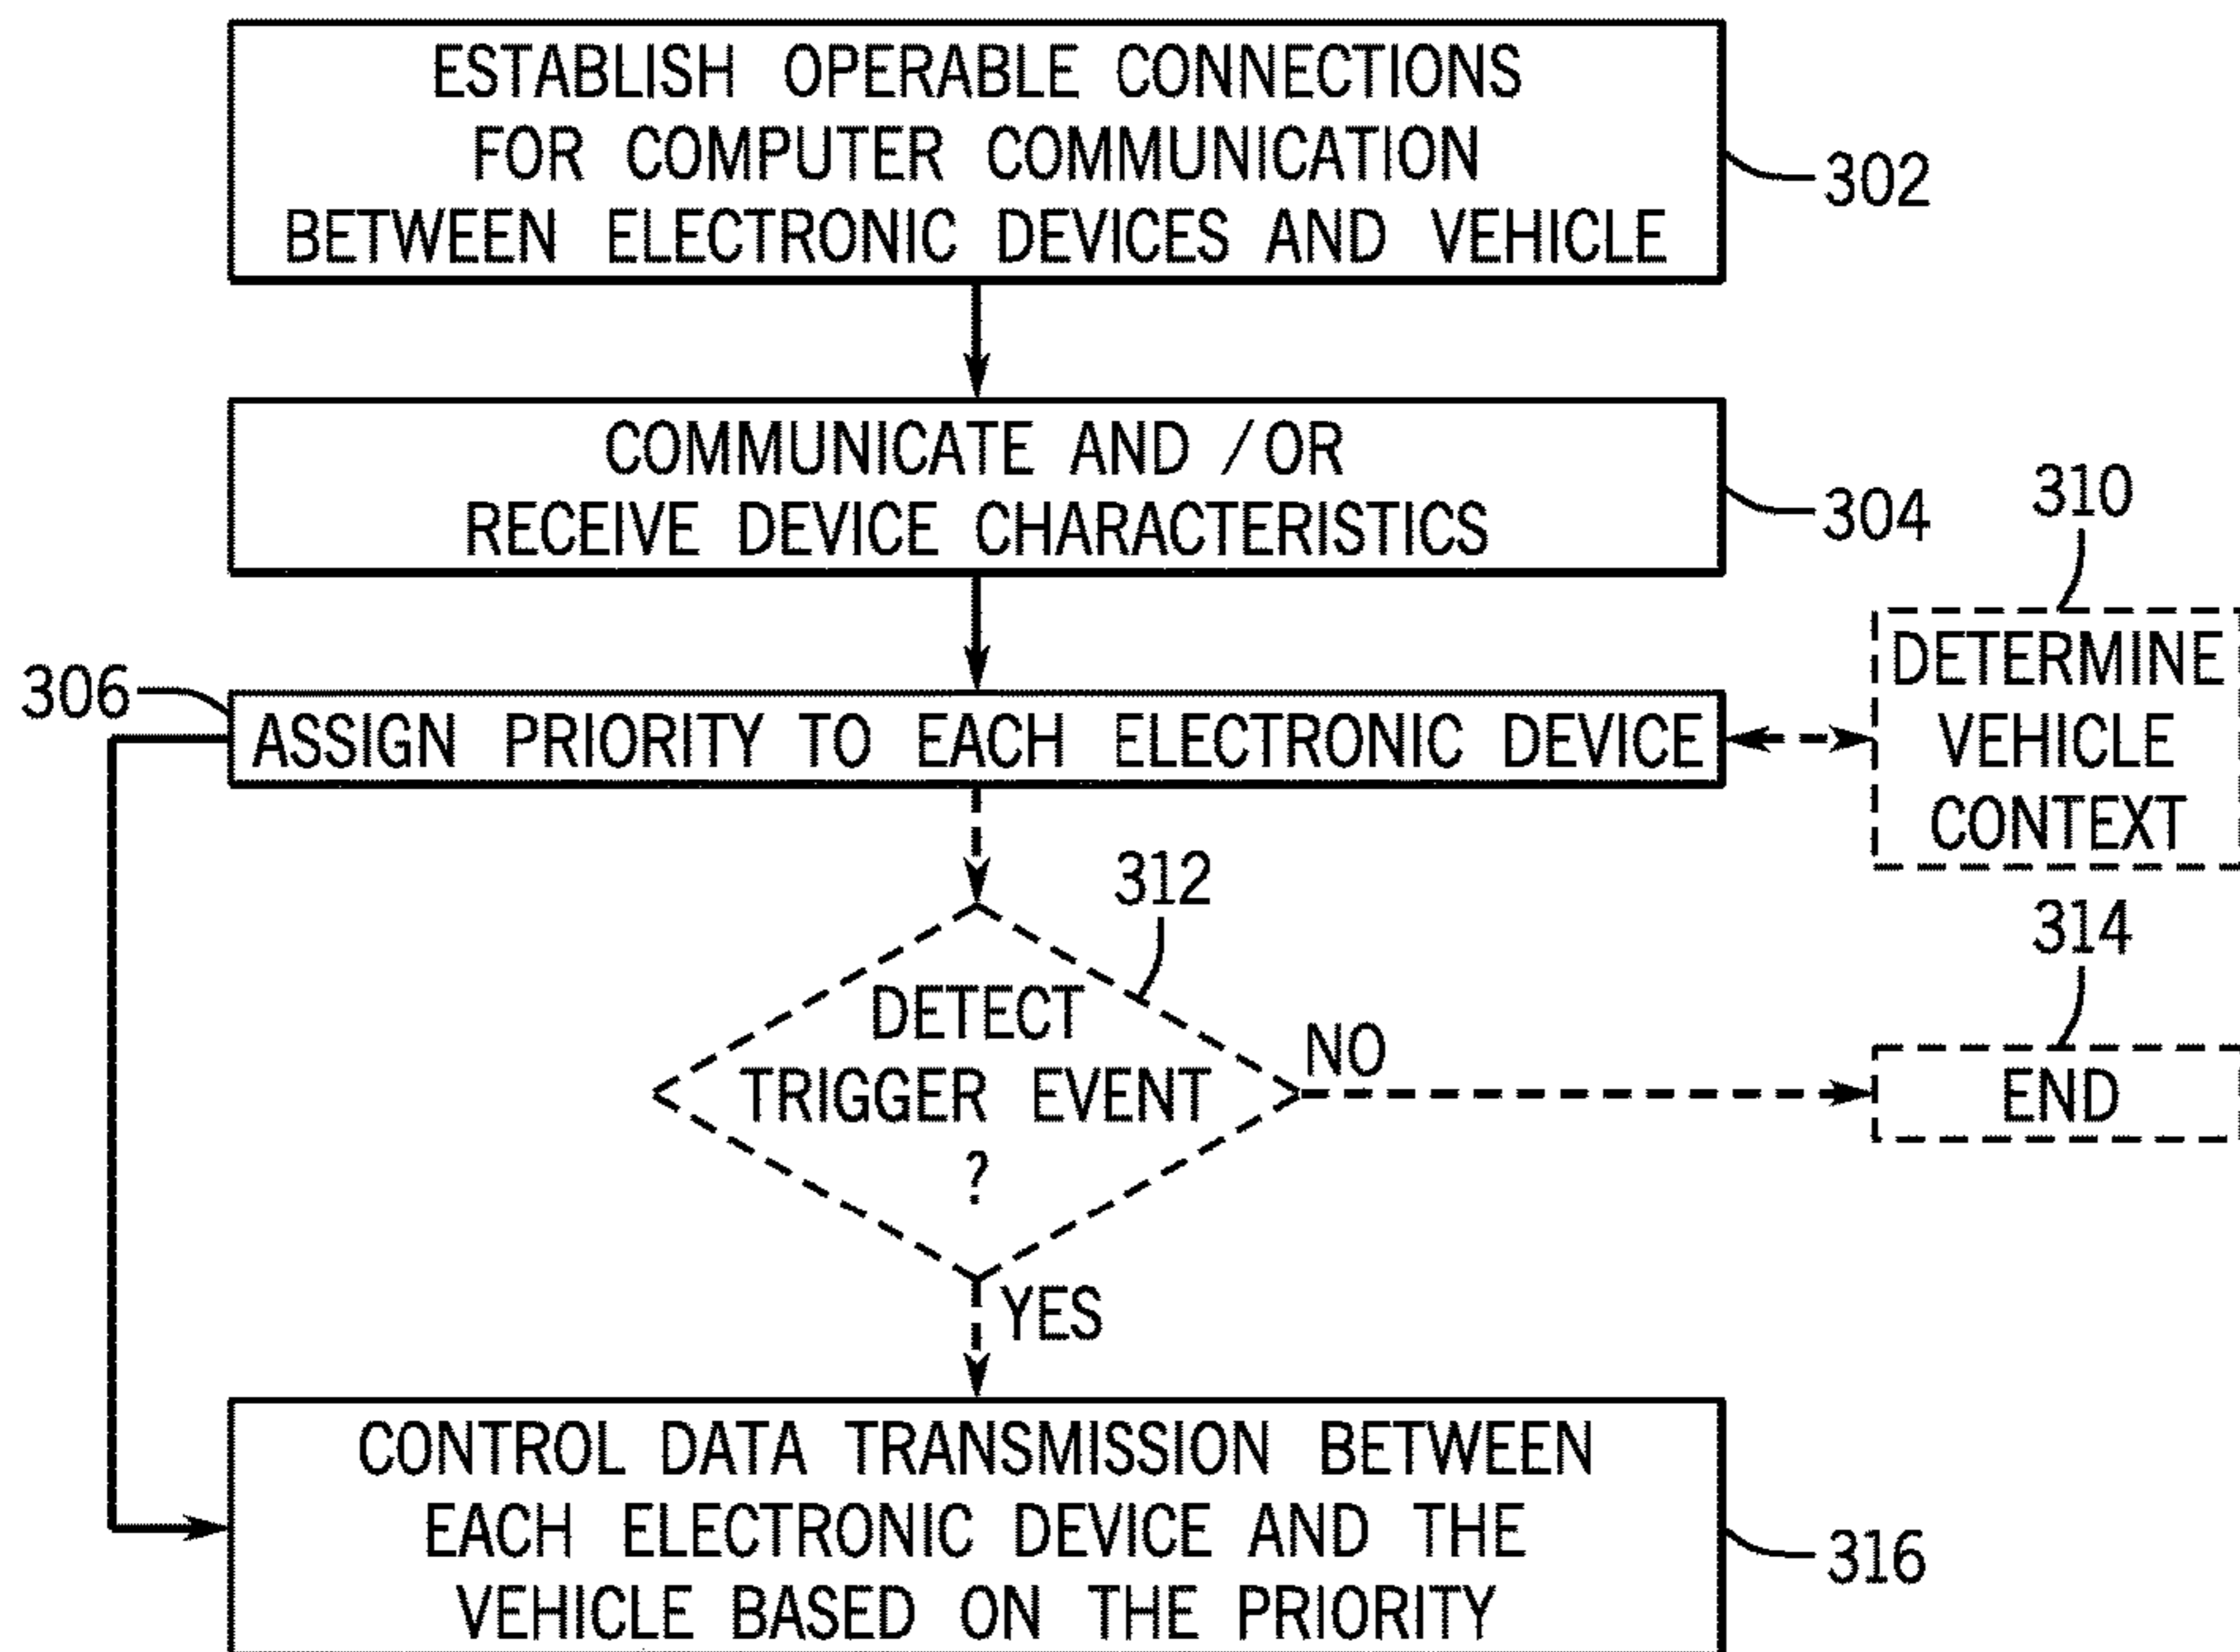 ESTABLISH OPERABLE CONNECTIONS
FOR COMPUTER COMMUNICATION
BETWEEN ELECTRONIC DEVICES AND VEHICLE
302
COMMUNICATE AND /OR
RECEIVE DEVICE CHARACTERISTICS
304
310
DETERMINE
VEHICLE
CONTEXT
306
ASSIGN PRIORITY TO EACH ELECTRONIC DEVICE
312
DETECT
TRIGGER EVENT
?
NO
314
END
YES
CONTROL DATA TRANSMISSION BETWEEN
EACH ELECTRONIC DEVICE AND THE
VEHICLE BASED ON THE PRIORITY
316